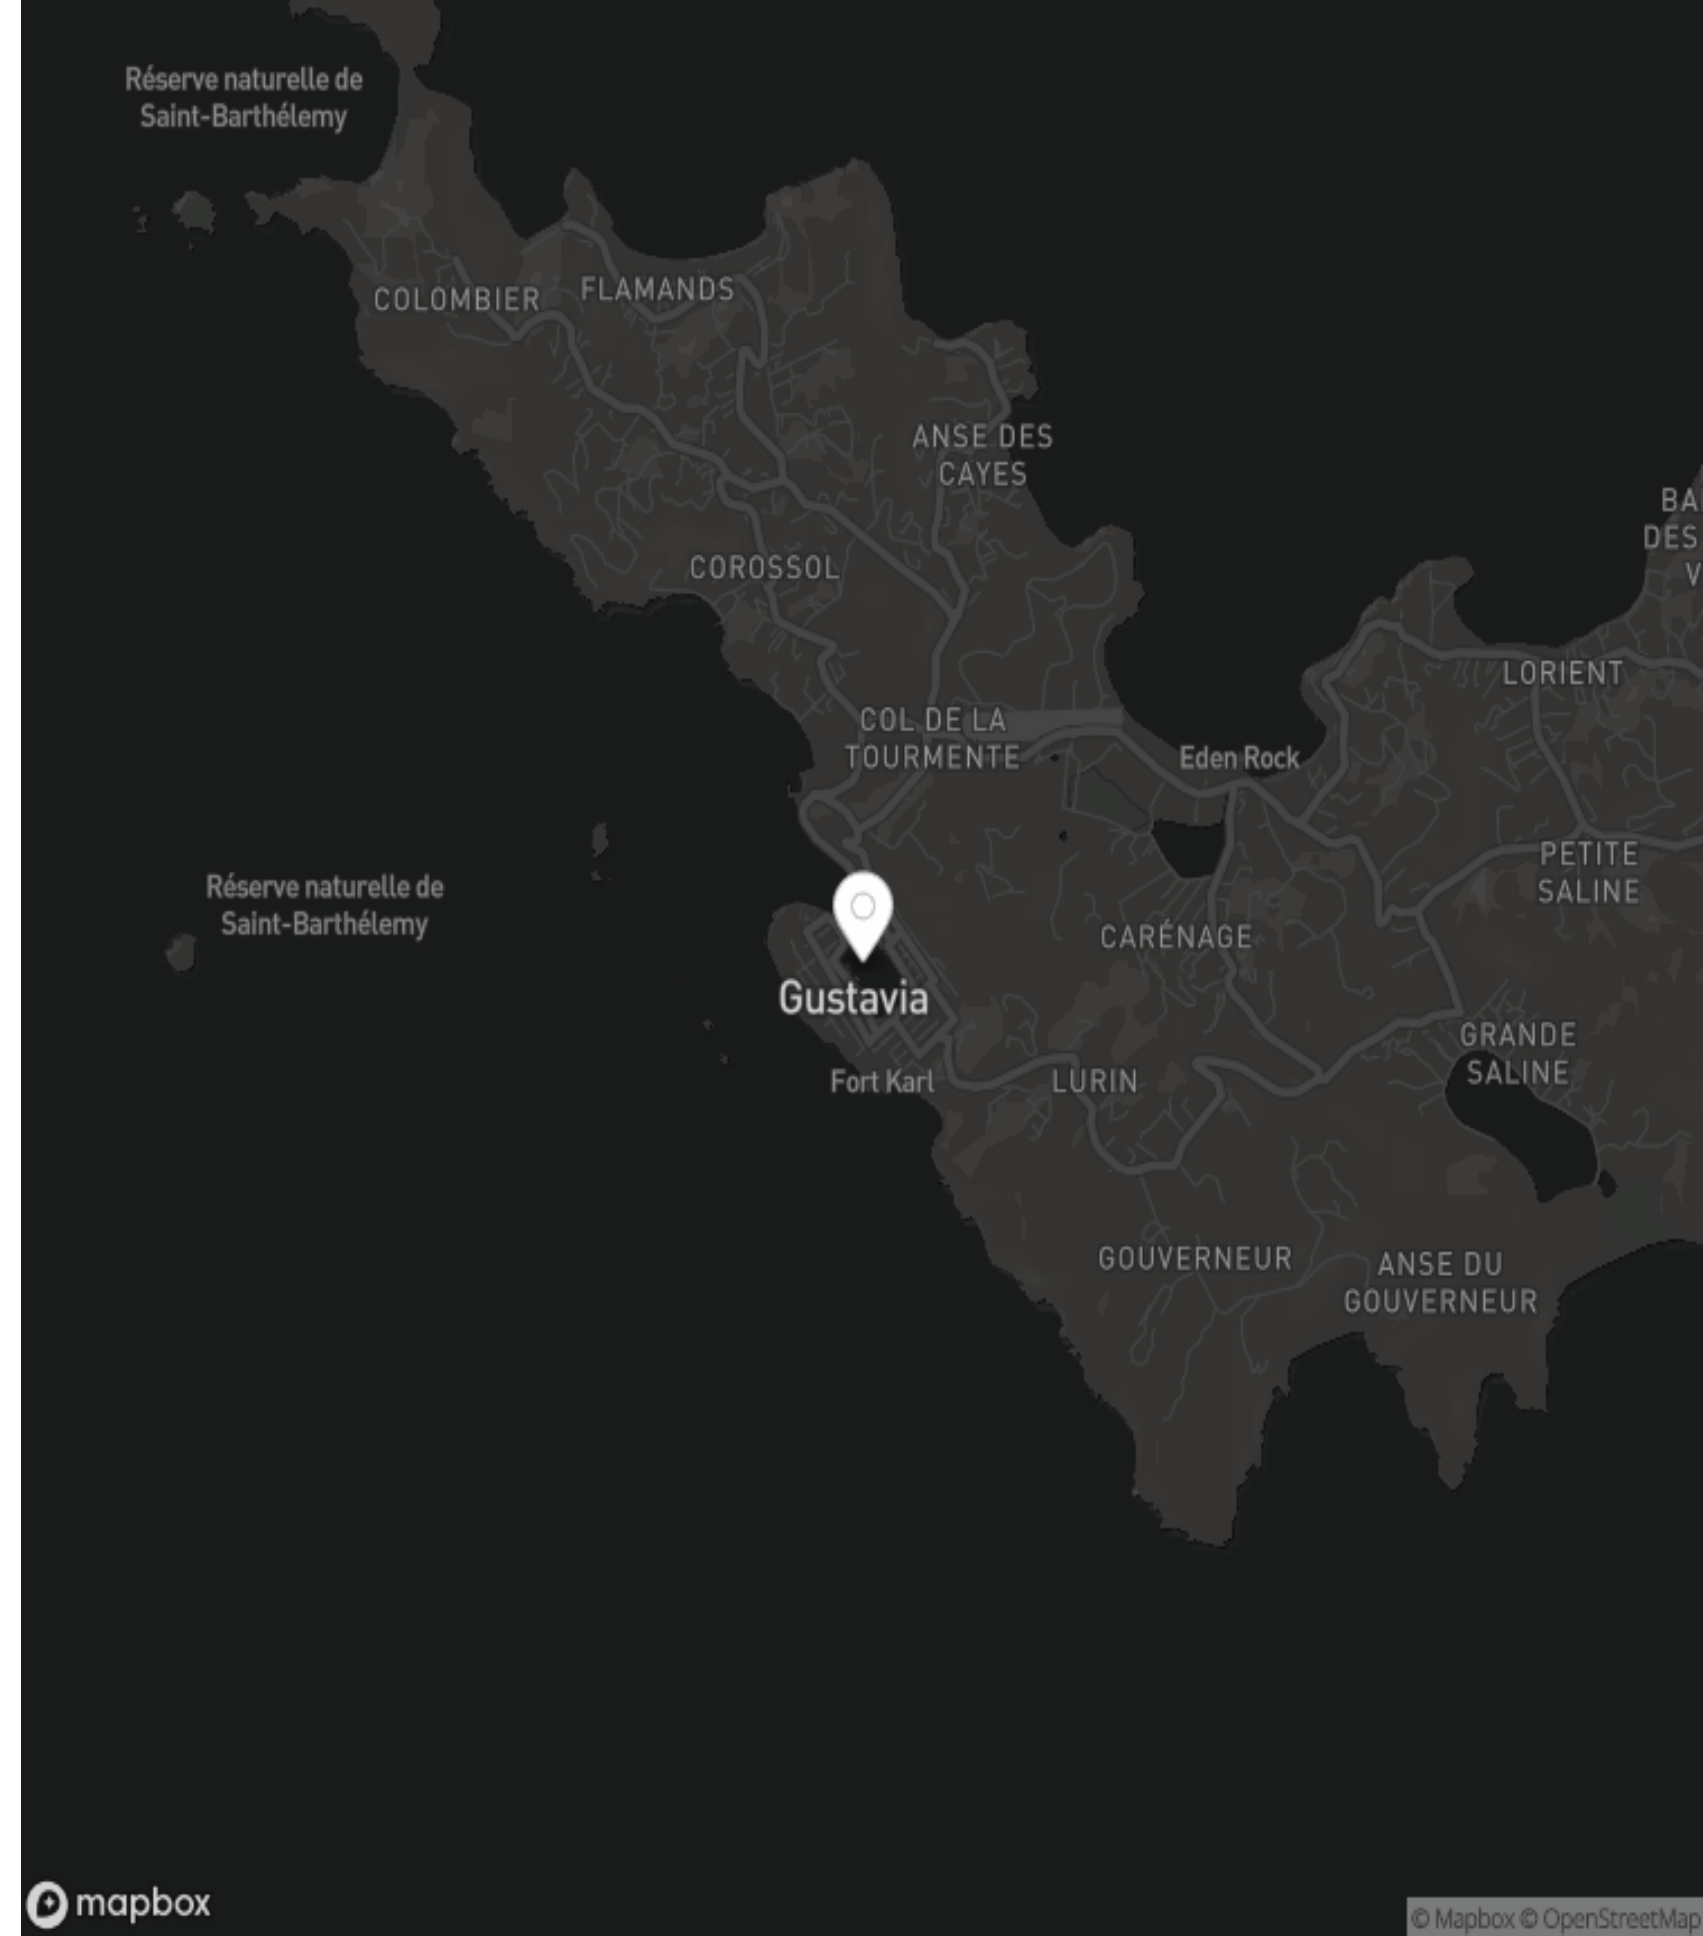 Réserve naturelle de
Saint-Barthélemy
COLOMBIER
FLAMANDS
ANSE DES
CAYES
BA
DES
V
COROSSOL
LORIENT
COL DE LA
TOURMENTE
Eden Rock
PETITE
SALINE
Réserve naturelle de
Saint-Barthélemy
CARÉNAGE
Gustavia
GRANDE
SALINE
Fort Karl
LURIN
GOUVERNEUR
ANSE DU
GOUVERNEUR
mapbox
© Mapbox © OpenStreetMap